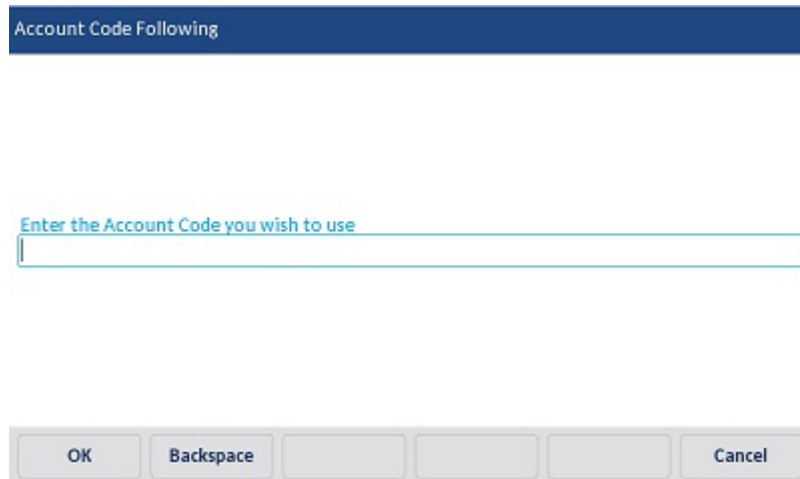 Account Code Following
Enter the Account Code you wish to use
OK Backspace Cancel